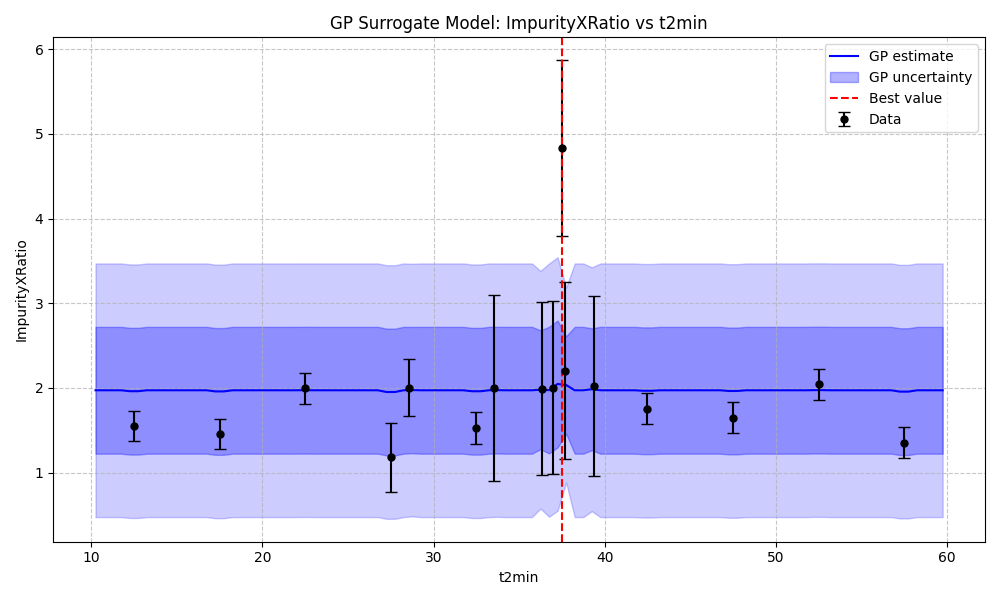 GP Surrogate Model: ImpurityXRatio vs t2min
GP estimate
GP uncertainty
Best value
Data
6
5
4
3
2
1
ImpurityXRatio
10
20
30
40
50
60
t2min